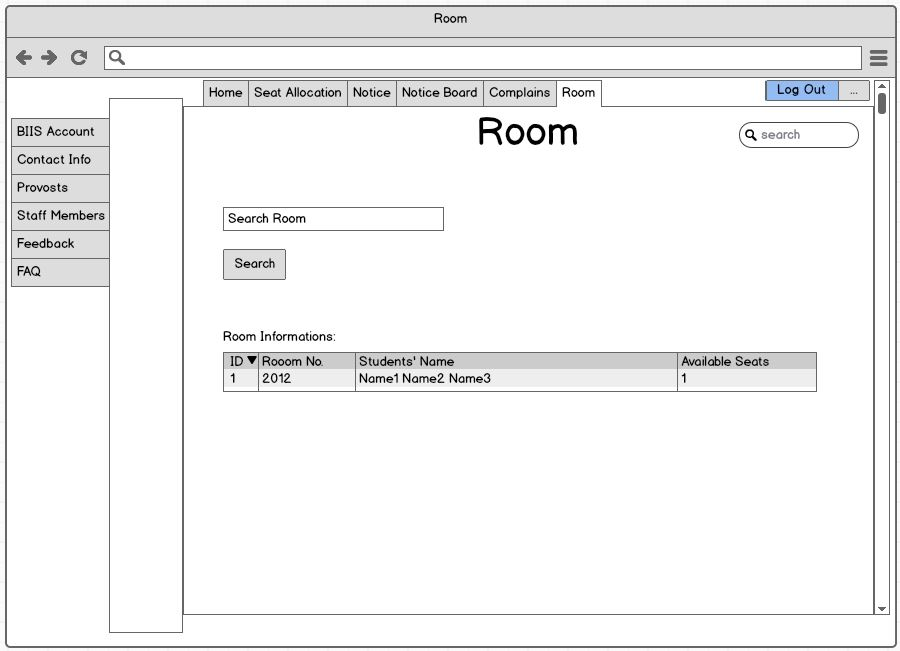 Room
Home Seat Allocation Notice Notice Board Complains Room
Log Out ...
BIIS Account
Contact Info
Provosts
Staff Members
Feedback
FAQ
Room
search
Search Room
Search
Room Informations:
ID Rooom No. Students' Name Available Seats
1 2012 Name1 Name2 Name3 1